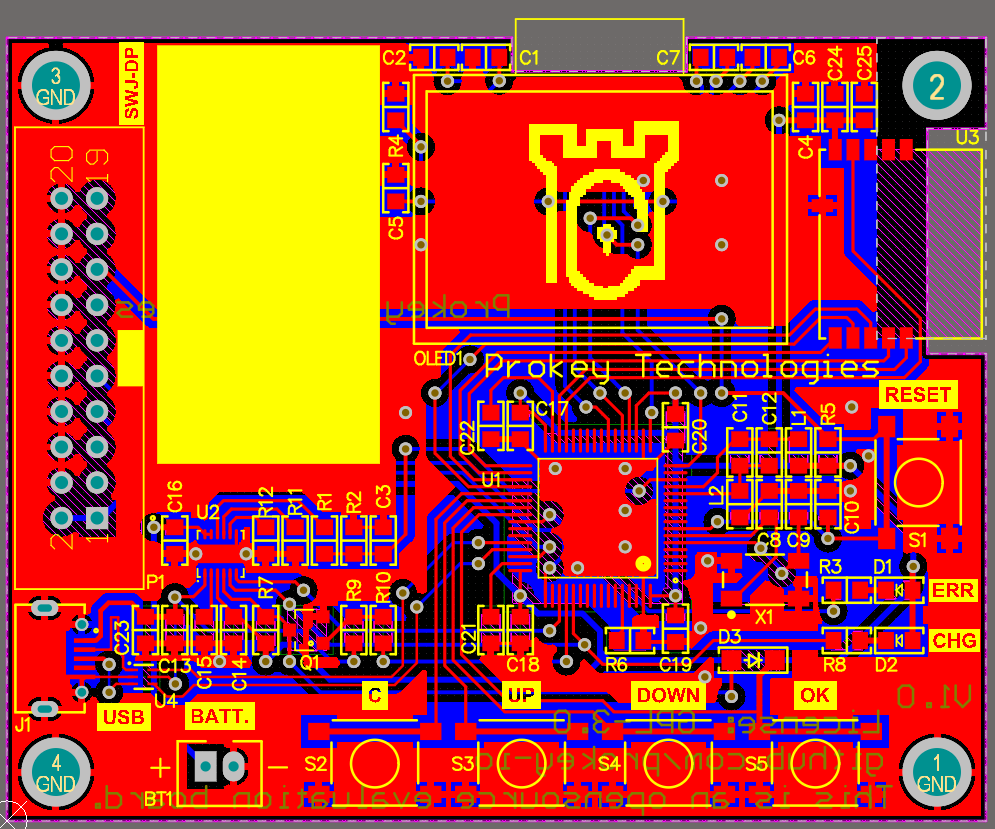 C2
C1
C7
C6
C24
C25
3
GND
SWJ-DP
2
U3
R4
C4
20
19
C5
Prokey
es
OLED1
Prokey Technologies
RESET
C17
C11
C12
L1
R5
C22
C20
U1
L2
C16
U2
R12
R11
R1
R2
C3
C10
2
1
C8
C9
S1
P1
R7
R9
R10
R3
D1
ERR
X1
C23
C13
C15
C14
Q1
C21
C18
R6
C19
D3
R8
D2
CHG
U4
J1
USB
BATT.
C
UP
DOWN
OK
V1.0
License: GPL-3.0
4
GND
+
-
BT1
S2
S3
S4
S5
github.com/prokey-io
1
GND
This is an opensource evaluation board.